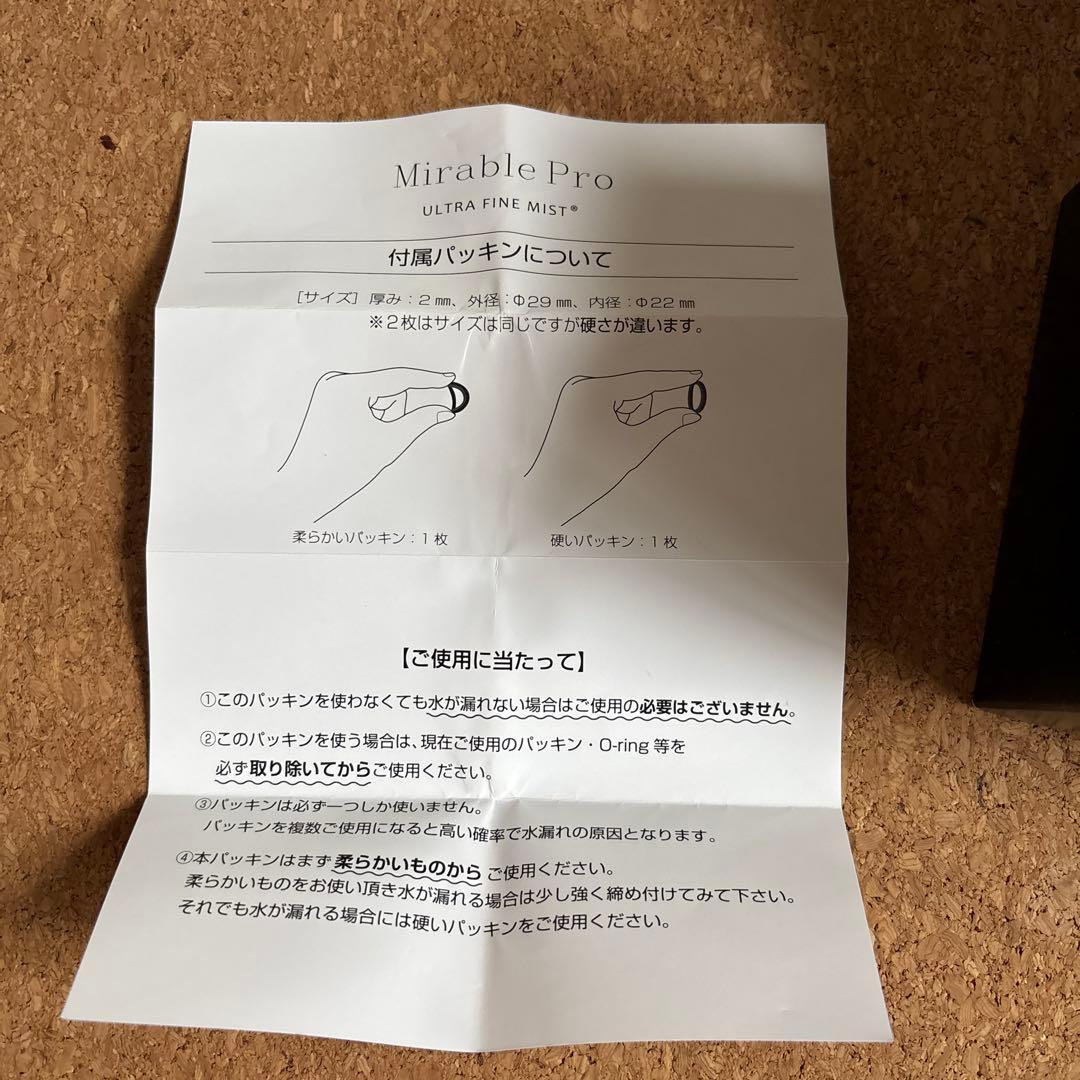 Mirable Pro
ULTRA FINE MIST®
付属パッキンについて
［サイズ］厚み：2㎜、外径：Φ29㎜、内径：Φ22㎜
※2枚はサイズは同じですが硬さが違います。
柔らかいパッキン：1枚
硬いパッキン：1枚
【ご使用に当たって】
①このパッキンを使わなくても水が漏れない場合はご使用の必要はございません。
②このパッキンを使う場合は、現在ご使用のパッキン・O-ring等を
必ず取り除いてからご使用ください。
③パッキンは必ず一つしか使いません。
パッキンを複数ご使用になると高い確率で水漏れの原因となります。
④本パッキンはまず柔らかいものからご使用ください。
柔らかいものをお使い頂き水が漏れる場合は少し強く締め付けてみて下さい。
それでも水が漏れる場合には硬いパッキンをご使用ください。